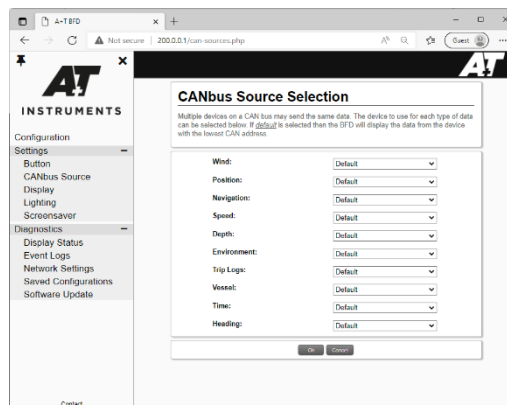 A+T BFD
Not secure | 200.0.0.1/can-sources.php
Guest
A+T
INSTRUMENTS
Configuration
Settings
Button
CANbus Source
Display
Lighting
Screensaver
Diagnostics
Display Status
Event Logs
Network Settings
Saved Configurations
Software Update
Contact
A+T
CANbus Source Selection
Multiple devices on a CAN bus may send the same data. The device to use for each type of data
can be selected below. If default is selected then the BFD will display the data from the device
with the lowest CAN address.
Wind: Default
Position: Default
Navigation: Default
Speed: Default
Depth: Default
Environment: Default
Trip Logs: Default
Vessel: Default
Time: Default
Heading: Default
Ok Cancel